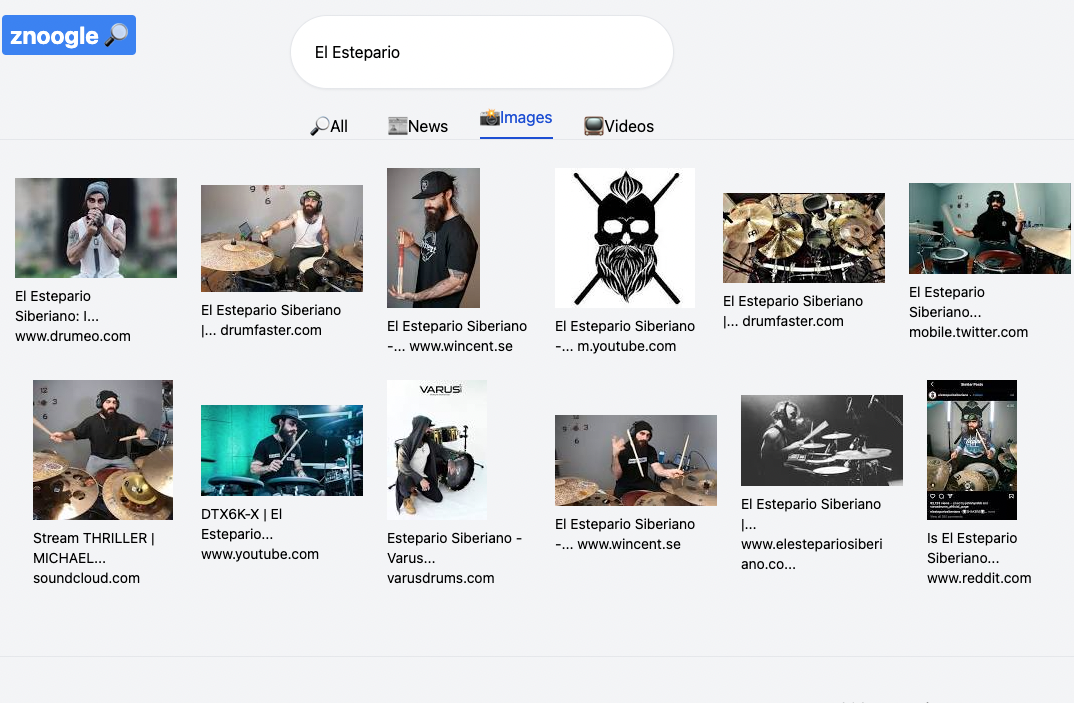 znoogle
El Estepario
All
News
Images
Videos
El Estepario
Siberiano: I...
www.drumeo.com
El Estepario Siberiano
|... drumfaster.com
El Estepario Siberiano
-... www.wincent.se
El Estepario Siberiano
-... m.youtube.com
El Estepario Siberiano
|... drumfaster.com
El Estepario
Siberiano...
mobile.twitter.com
VARUS
Stream THRILLER |
MICHAEL...
soundcloud.com
DTX6K-X | El
Estepario...
www.youtube.com
Estepario Siberiano -
Varus...
varusdrums.com
El Estepario Siberiano
-... www.wincent.se
El Estepario Siberiano
|...
www.elestepariosiberi
ano.co...
Is El Estepario
Siberiano...
www.reddit.com